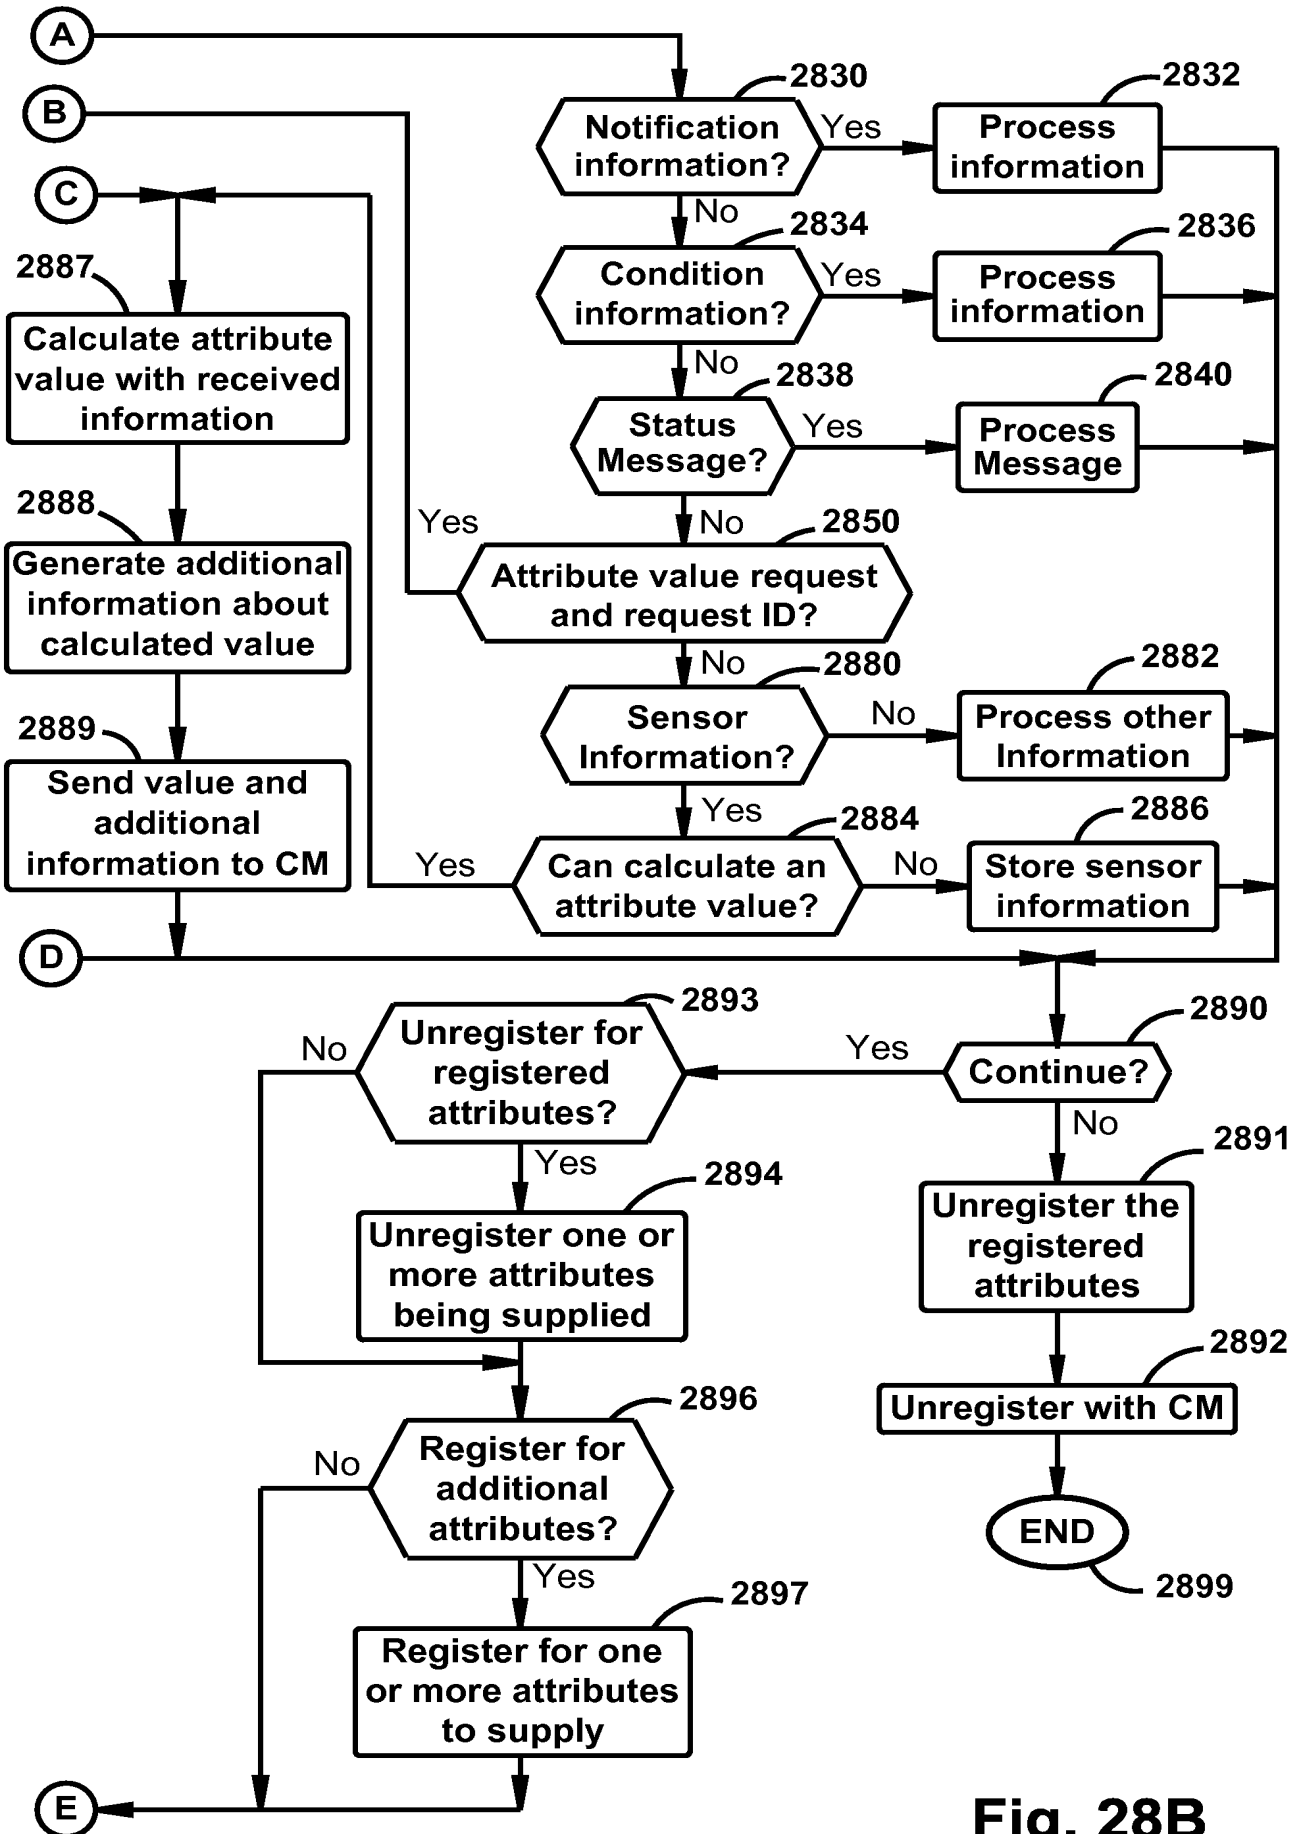 A
2830
2832
Notification
information?
Yes
Process
information
B
No
C
2834
2836
Condition
information?
Yes
Process
information
2887
Calculate attribute
value with received
information
No
2838
2840
Status
Message?
Yes
Process
Message
2888
Generate additional
information about
calculated value
Yes
No
2850
Attribute value request
and request ID?
No
2880
2882
Sensor
Information?
No
Process other
Information
2889
Send value and
additional
information to CM
Yes
2884
2886
Yes
Can calculate an
attribute value?
No
Store sensor
information
D
2893
2890
No
Unregister for
registered
attributes?
Yes
Continue?
Yes
No
2894
2891
Unregister one or
more attributes
being supplied
Unregister the
registered
attributes
2896
2892
Unregister with CM
No
Register for
additional
attributes?
END
2899
Yes
2897
Register for one
or more attributes
to supply
E
Fig. 28B